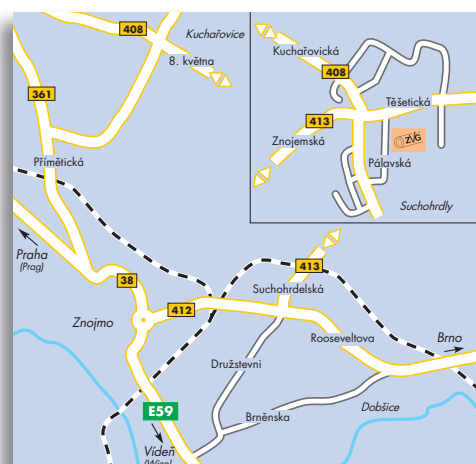 Kuchařovice
408
8. května
361
Přímětická
Kuchařovická
408
Těšetická
413
Znojemská
ZVG
Pálavská
Suchohrdly
Praha
(Prag)
38
413
Suchohrdelská
412
Znojmo
Rooseveltova
Brno
Družstevní
Dobšice
E59
Brněnská
Vídeň
(Wien)